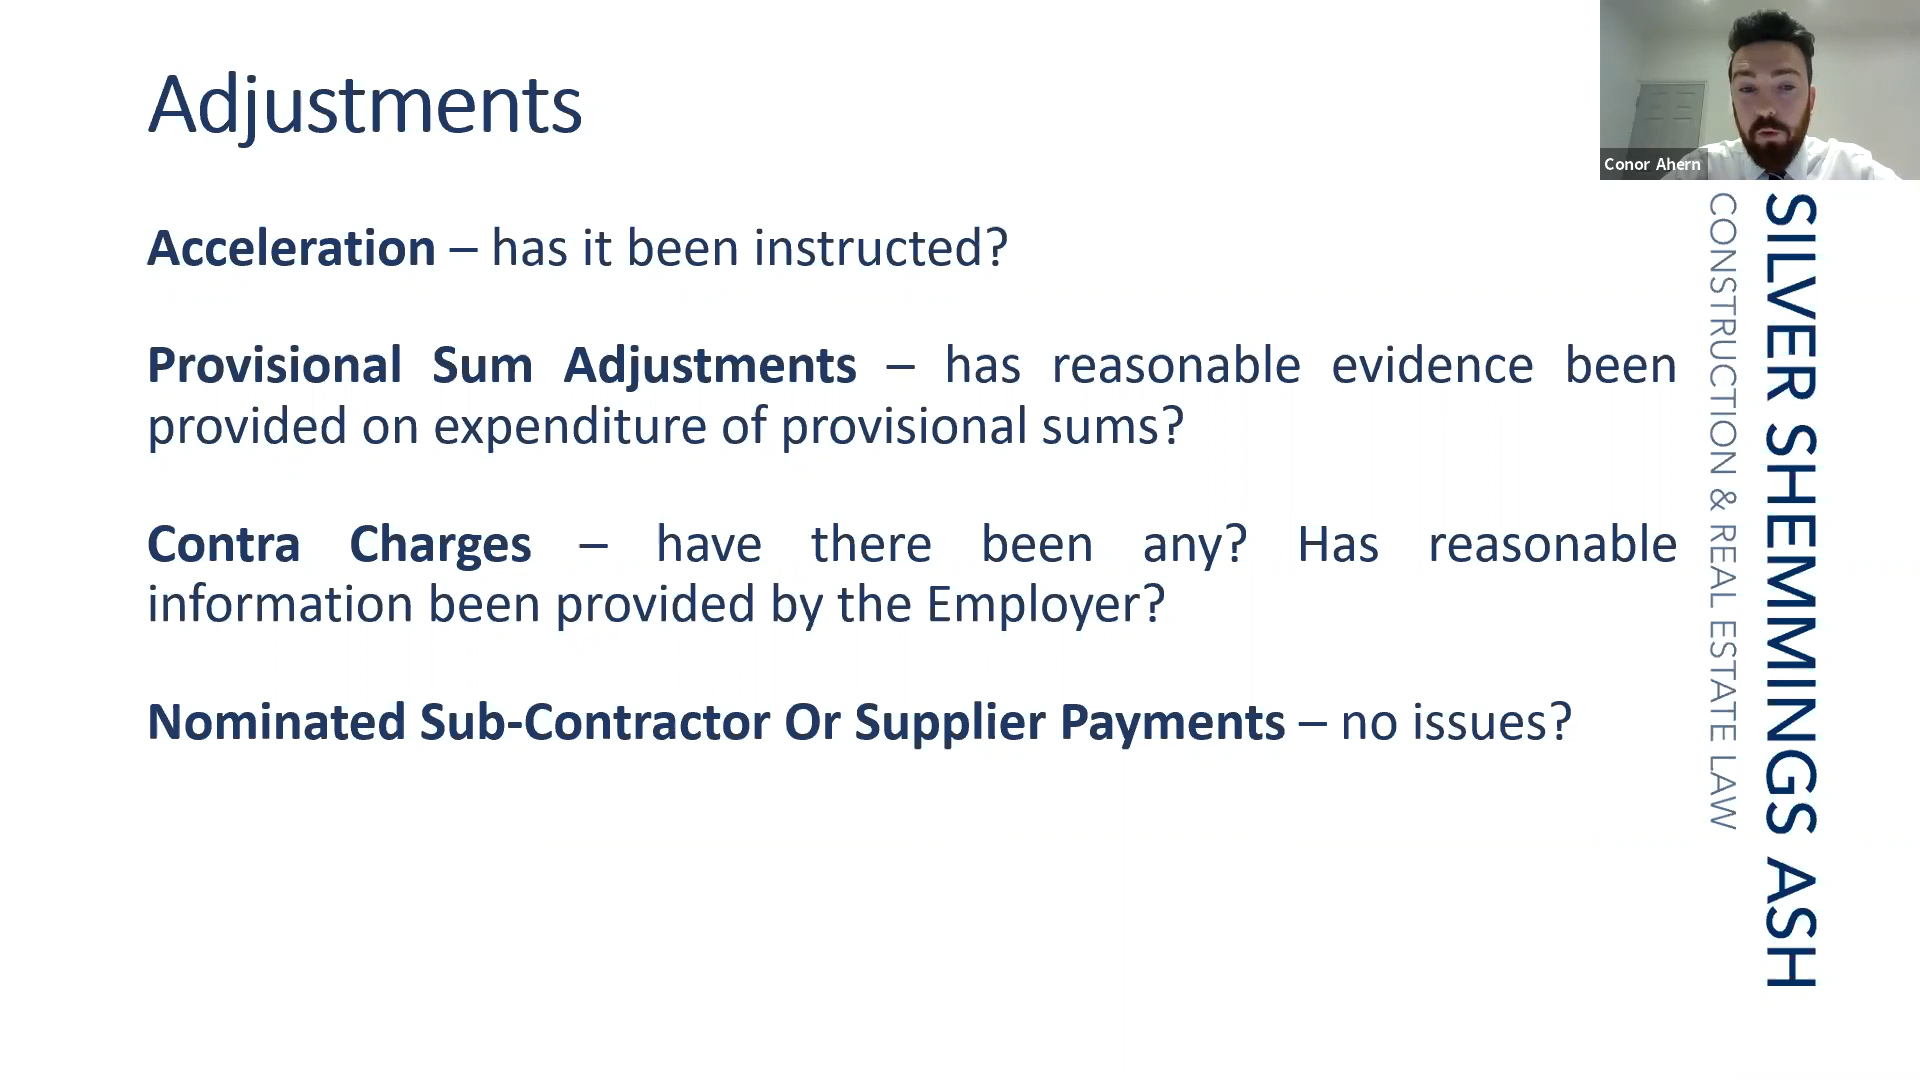 Adjustments
Conor Ahern
Acceleration – has it been instructed?
Provisional Sum Adjustments – has reasonable evidence been
provided on expenditure of provisional sums?
Contra Charges – have there been any? Has reasonable
information been provided by the Employer?
Nominated Sub-Contractor Or Supplier Payments – no issues?
SILVER SHEMMINGS ASH
CONSTRUCTION & REAL ESTATE LAW